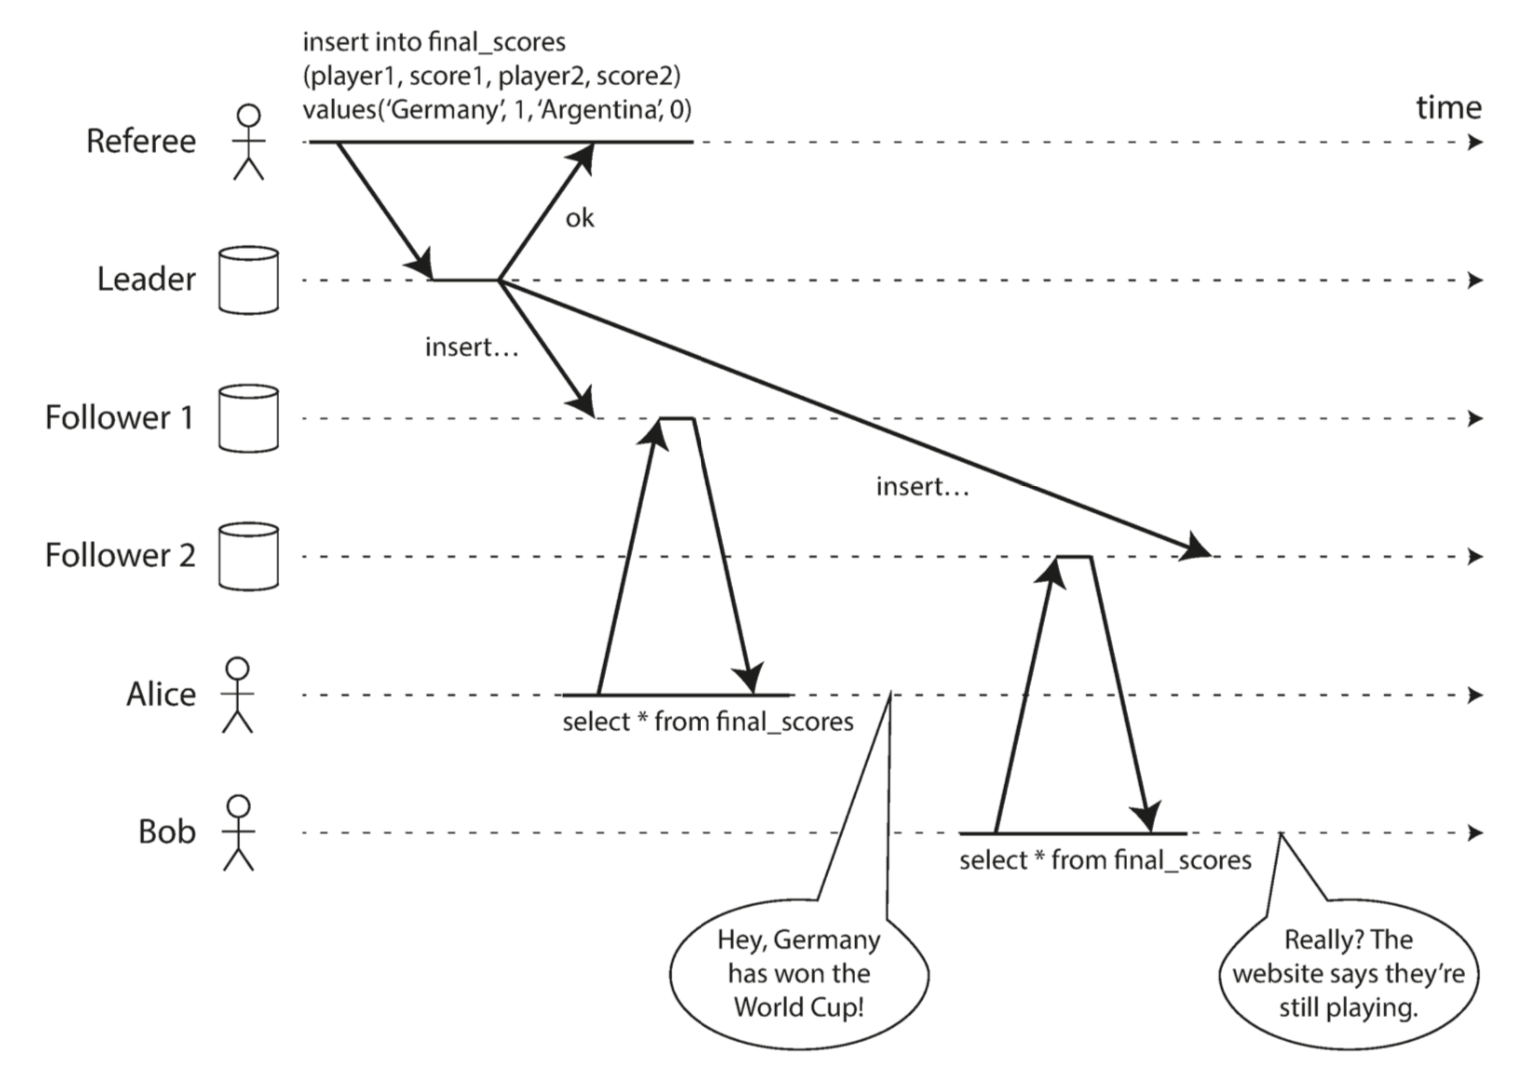 insert into final_scores
(player1, score1, player2, score2)
values(‘Germany’, 1, ‘Argentina’, 0)
time
Referee
ok
Leader
insert…
Follower 1
insert…
Follower 2
Alice
select * from final_scores
Bob
select * from final_scores
Hey, Germany
has won the
World Cup!
Really? The
website says they’re
still playing.